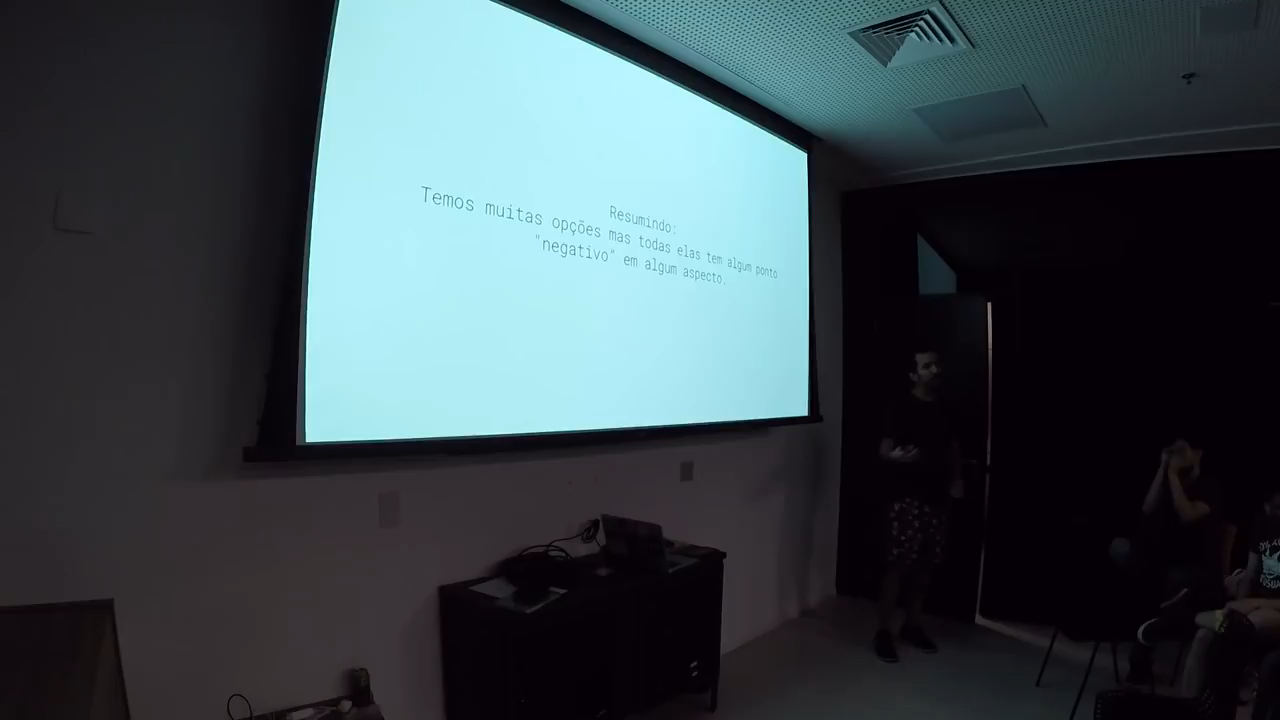 Resumindo:
Temos muitas opções mas todas elas tem algum ponto
"negativo" em algum aspecto.